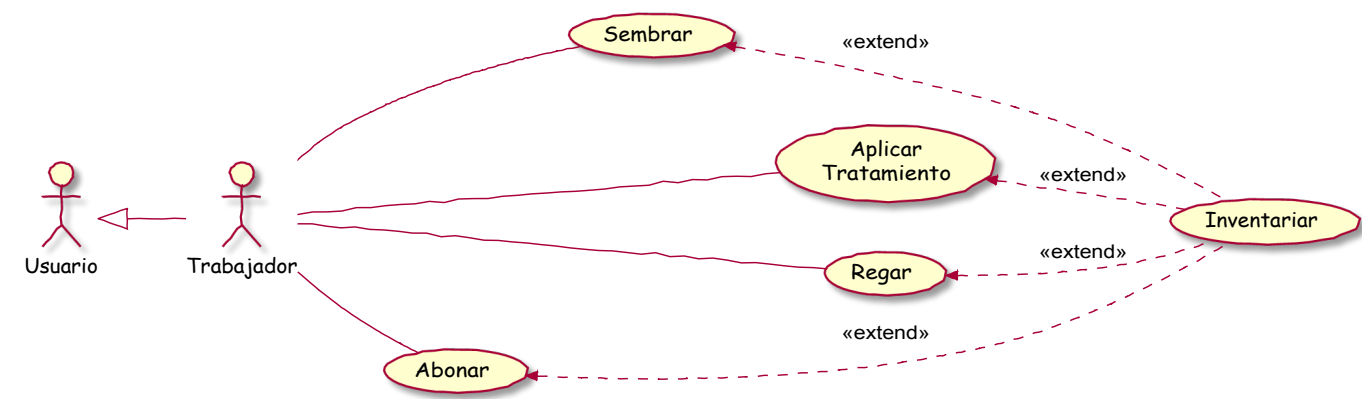 Sembrar
«extend»
Aplicar
Tratamiento
«extend»
Inventariar
Usuario
Trabajador
«extend»
Regar
«extend»
Abonar